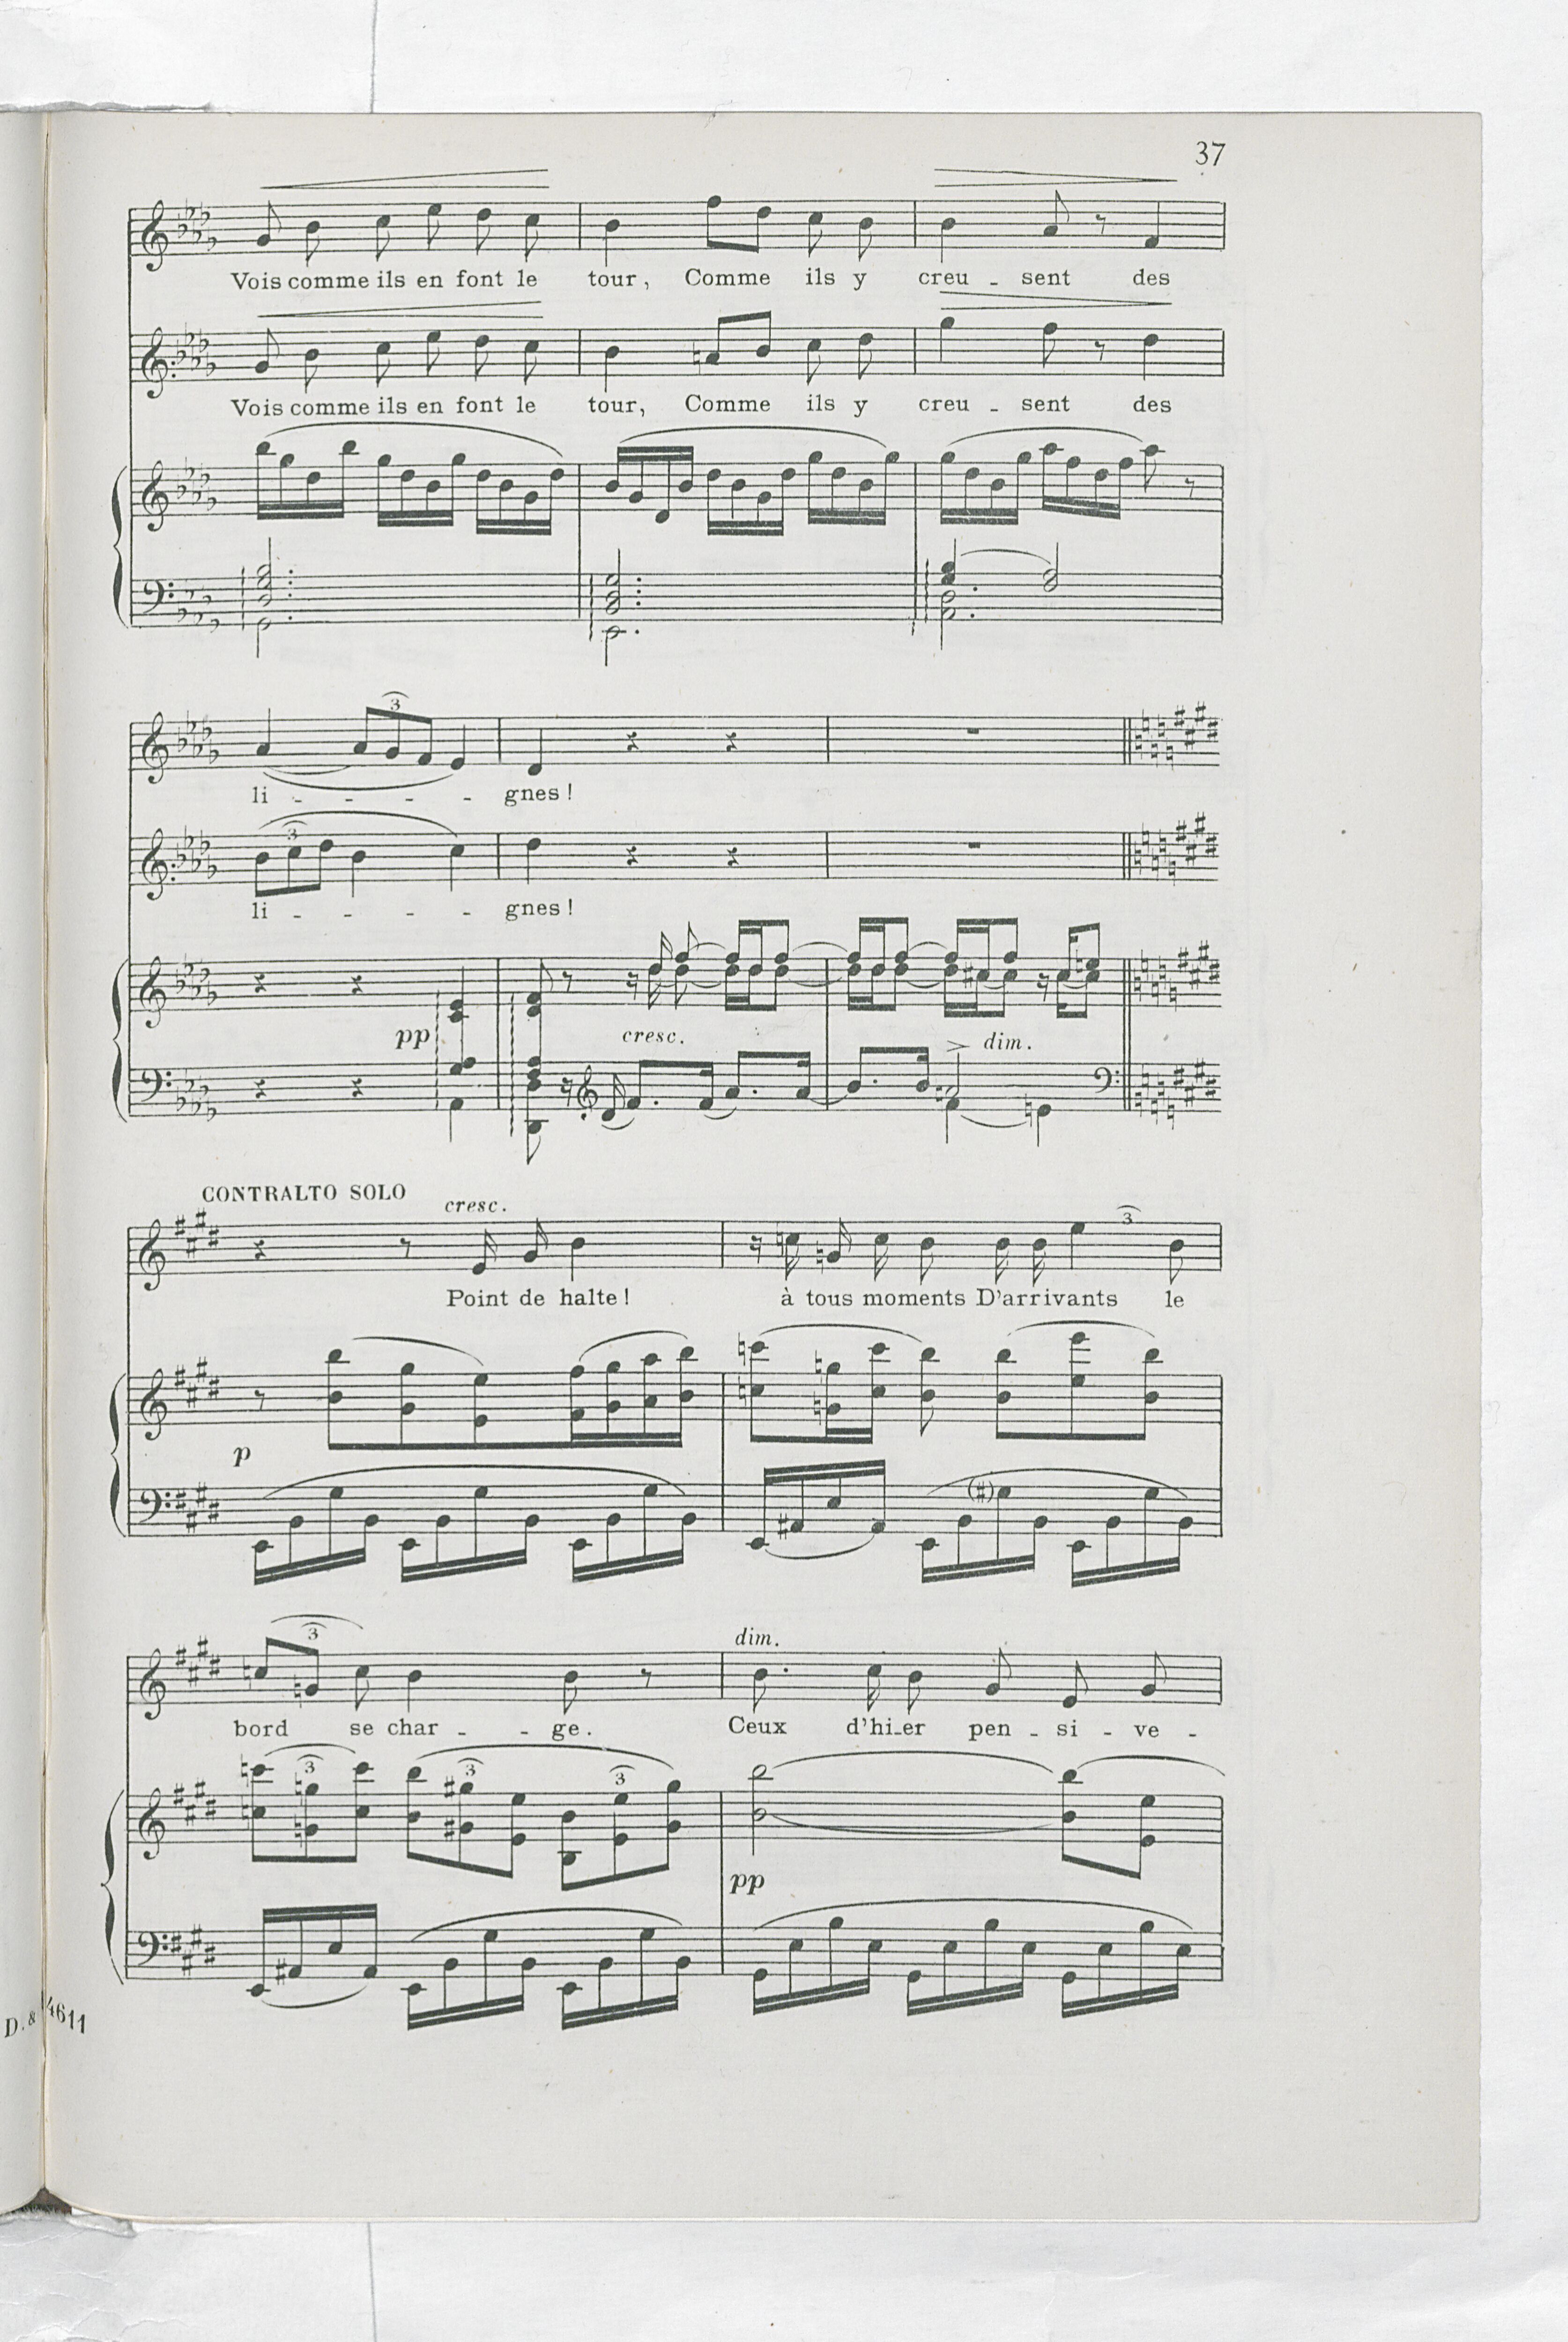 37
Vois comme ils en font le tour, Comme ils y creu - sent des
Vois comme ils en font le tour, Comme ils y creu - sent des
3
li - - - - gnes!
3
li - - - - gnes!
pp cresc. dim.
CONTRALTO SOLO cresc.
3
Point de halte! à tous moments D'arrivants le
p
(♯)
3 dim.
bord se char - - ge. Ceux d'hi-er pen - si - ve -
3 3 3
pp
D. & 4611